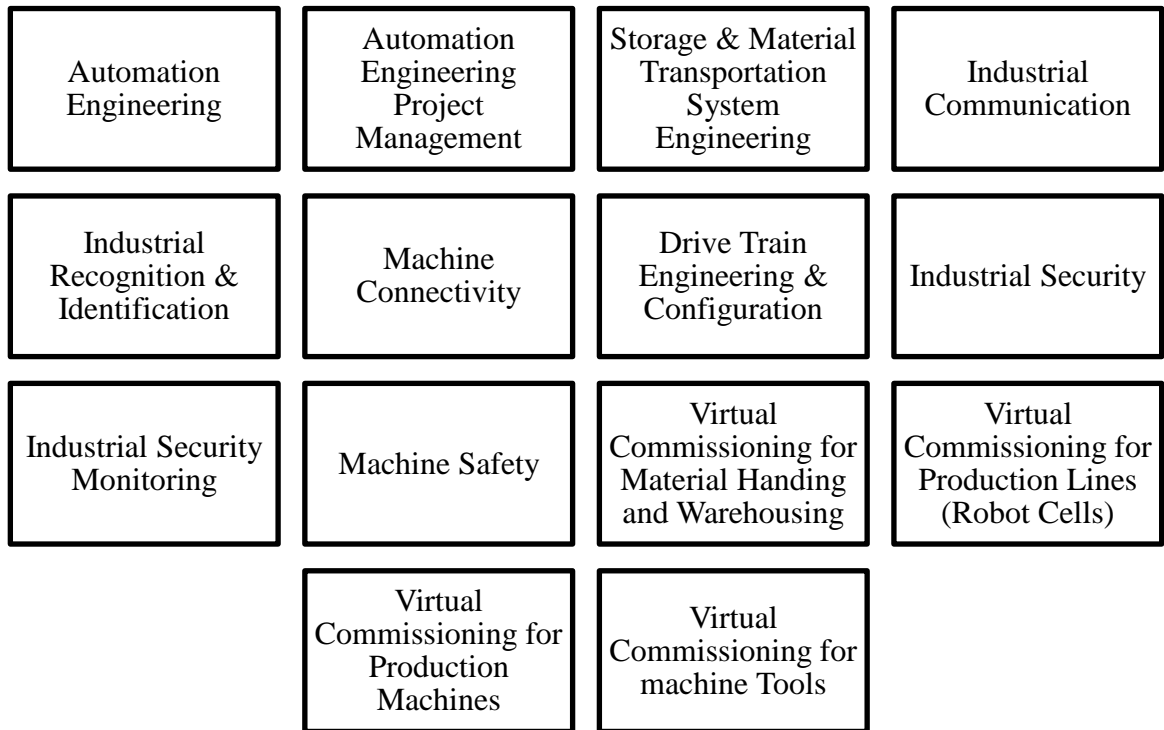 Automation
Engineering
Automation
Engineering
Project
Management
Storage & Material
Transportation
System
Engineering
Industrial
Communication
Industrial
Recognition &
Identification
Machine
Connectivity
Drive Train
Engineering &
Configuration
Industrial Security
Industrial Security
Monitoring
Machine Safety
Virtual
Commissioning for
Material Handing
and Warehousing
Virtual
Commissioning for
Production Lines
(Robot Cells)
Virtual
Commissioning for
Production
Machines
Virtual
Commissioning for
machine Tools